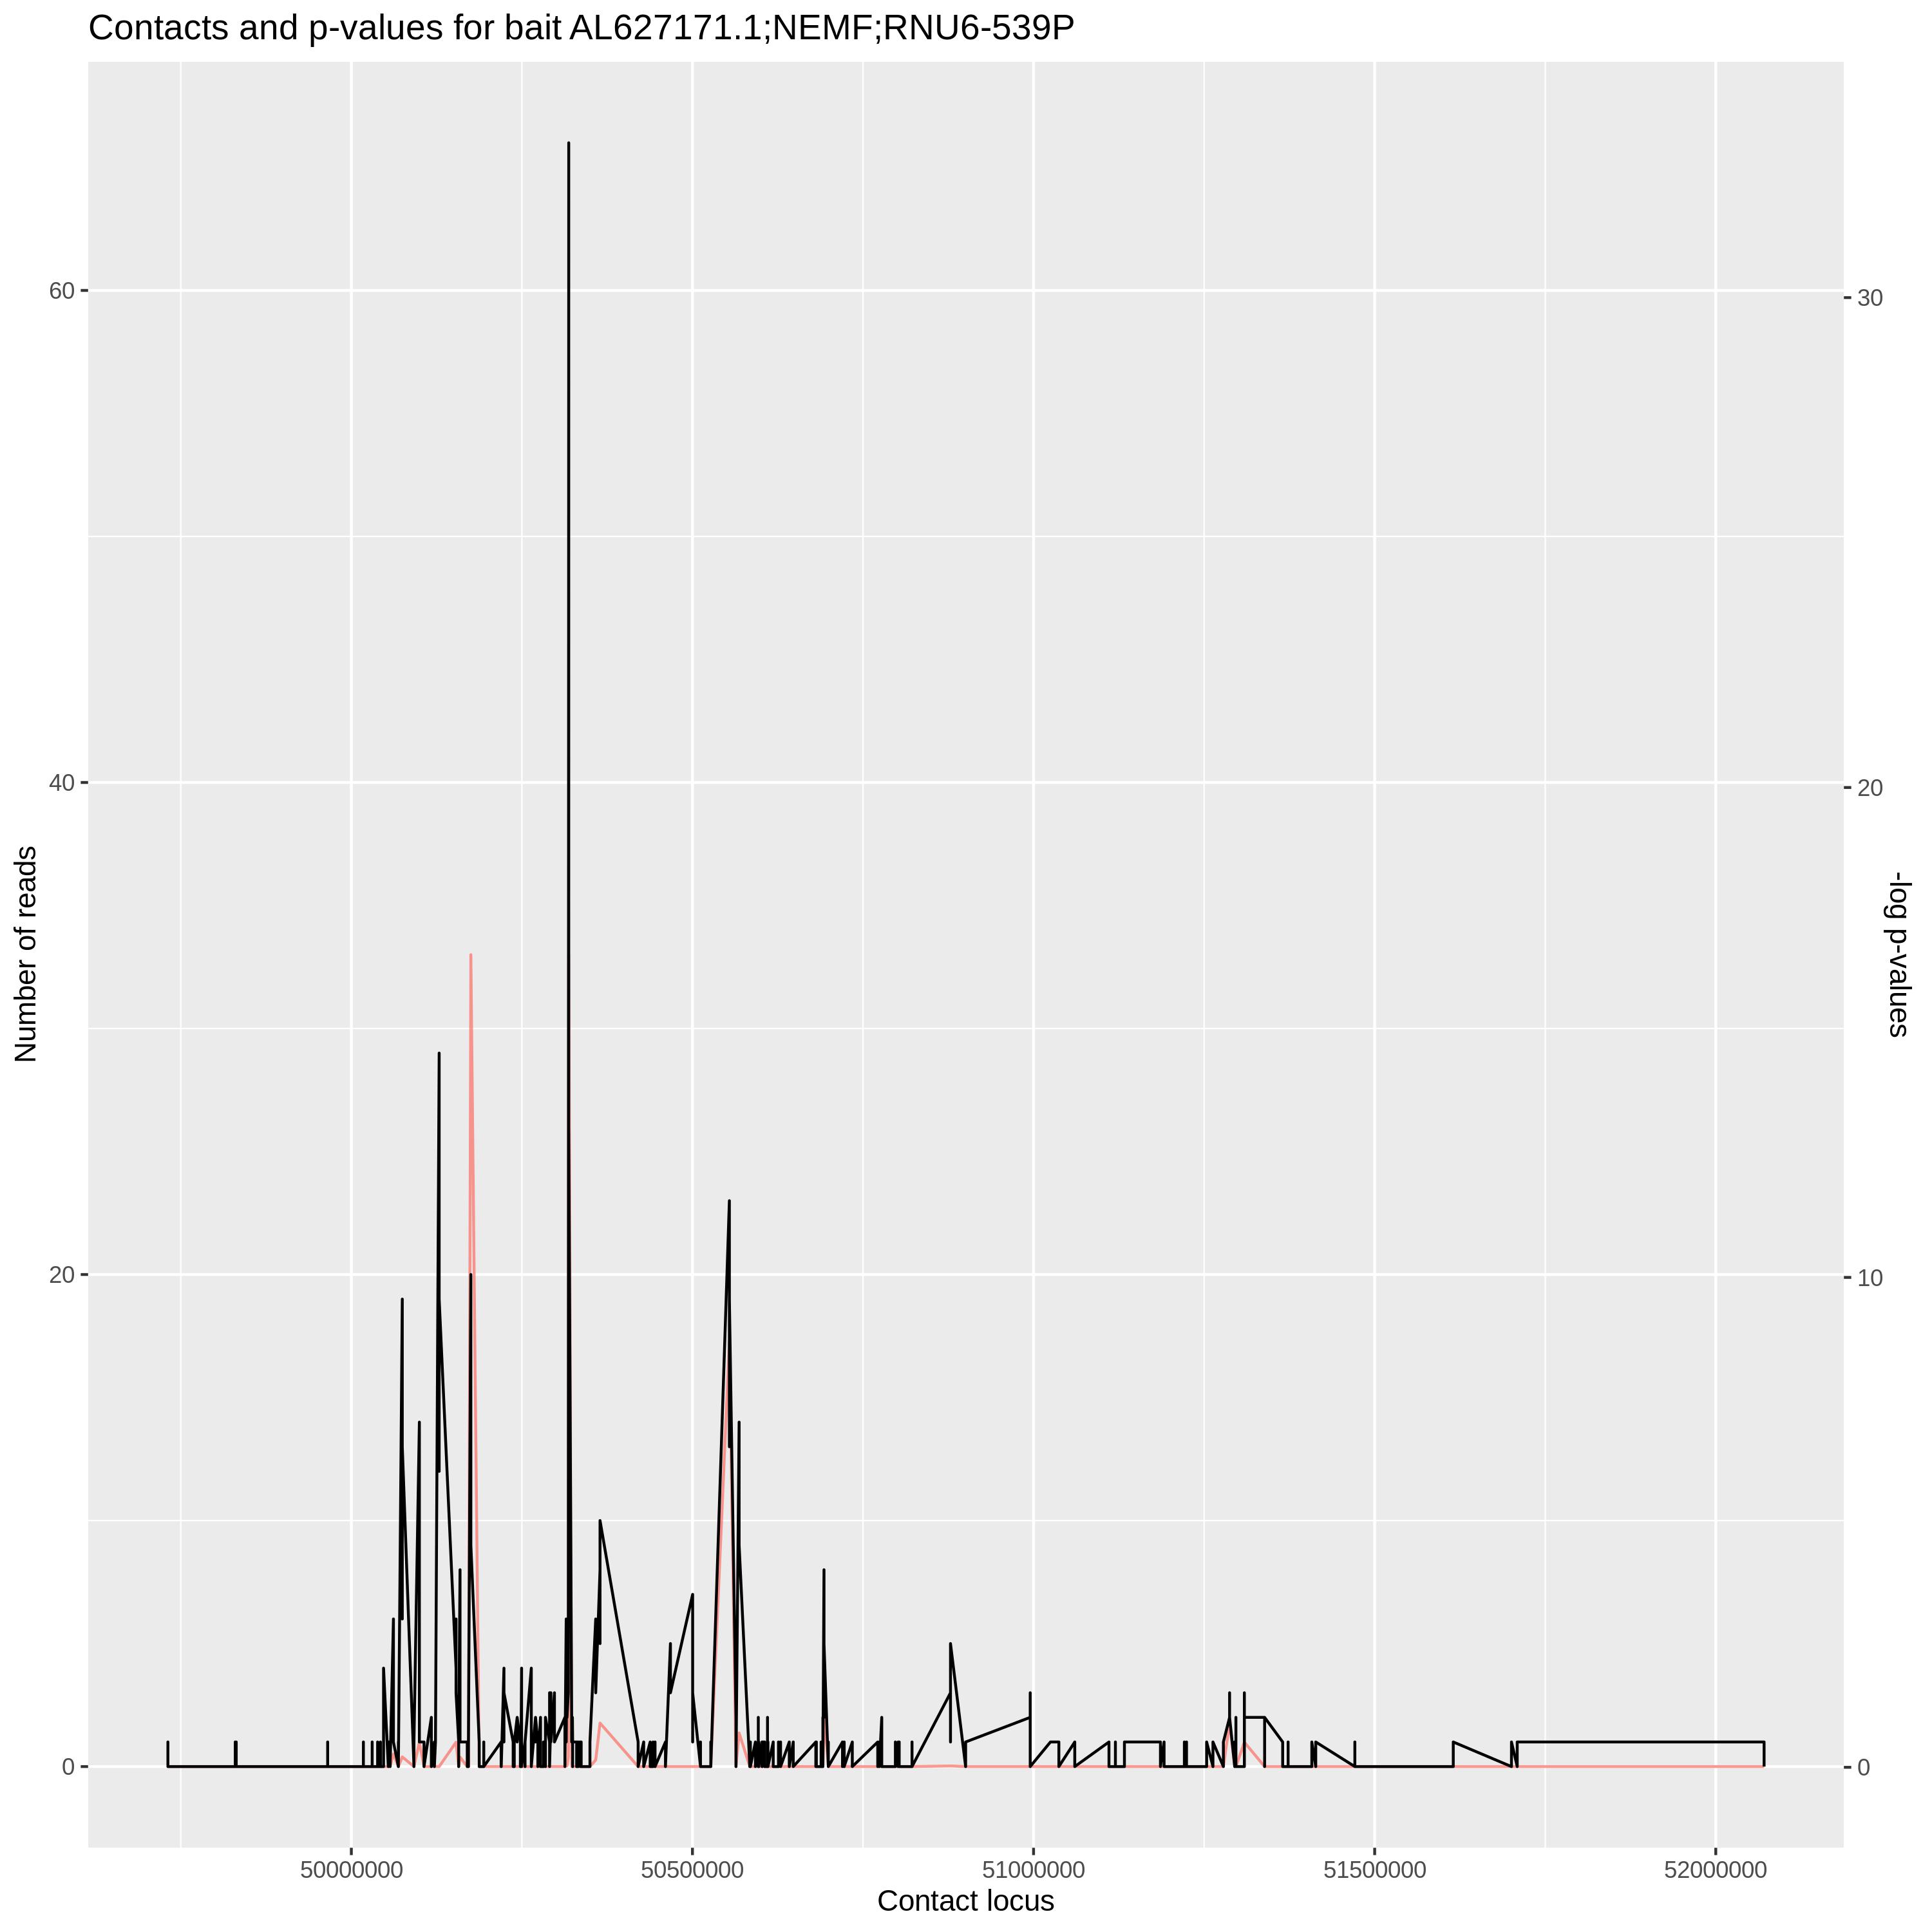 Contacts and p-values for bait AL627171.1;NEMF;RNU6-539P
60
40
20
0
30
20
10
0
Number of reads
-log p-values
50000000 50500000 51000000 51500000 52000000
Contact locus